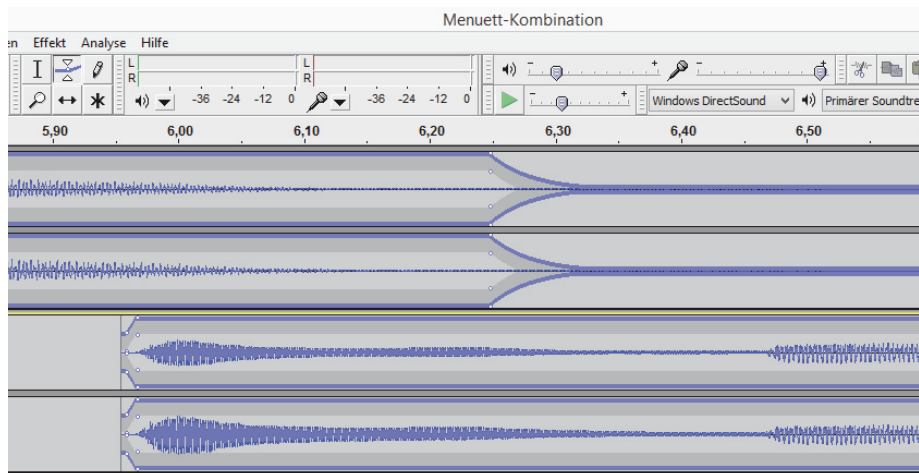 Menuett-Kombination
en Effekt Analyse Hilfe
L L
R R
-36 -24 -12 0 -36 -24 -12 0
Windows DirectSound Primärer Soundtre
5,90 6,00 6,10 6,20 6,30 6,40 6,50